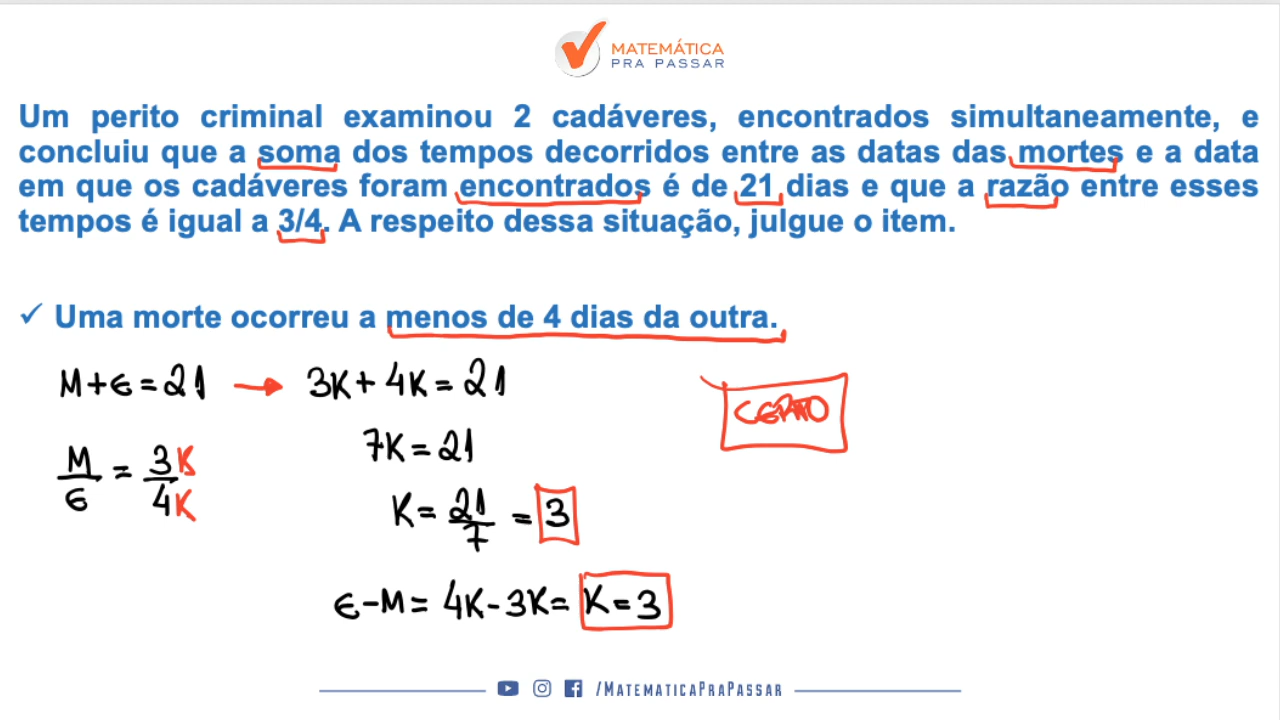 MATEMÁTICA
PRA PASSAR
Um perito criminal examinou 2 cadáveres, encontrados simultaneamente, e
concluiu que a soma dos tempos decorridos entre as datas das mortes e a data
em que os cadáveres foram encontrados é de 21 dias e que a razão entre esses
tempos é igual a 3/4. A respeito dessa situação, julgue o item.
✓ Uma morte ocorreu a menos de 4 dias da outra.
M+E=21 → 3K+4K=21
CERTO
7K=21
M/E = 3K/4K
K=21/7=3
E-M=4K-3K=K=3
/MATEMATICAPRAPASSAR